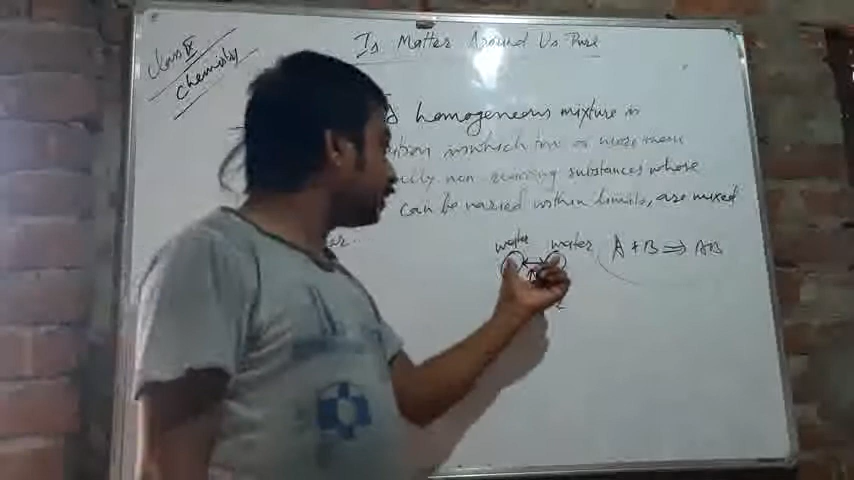 Class IX
Chemistry
Is Matter Around Us Pure
homogeneous mixture is
in which two or more than
non reacting substances whose
can be varied within limits, are mixed
water water A + B ⇒ AB